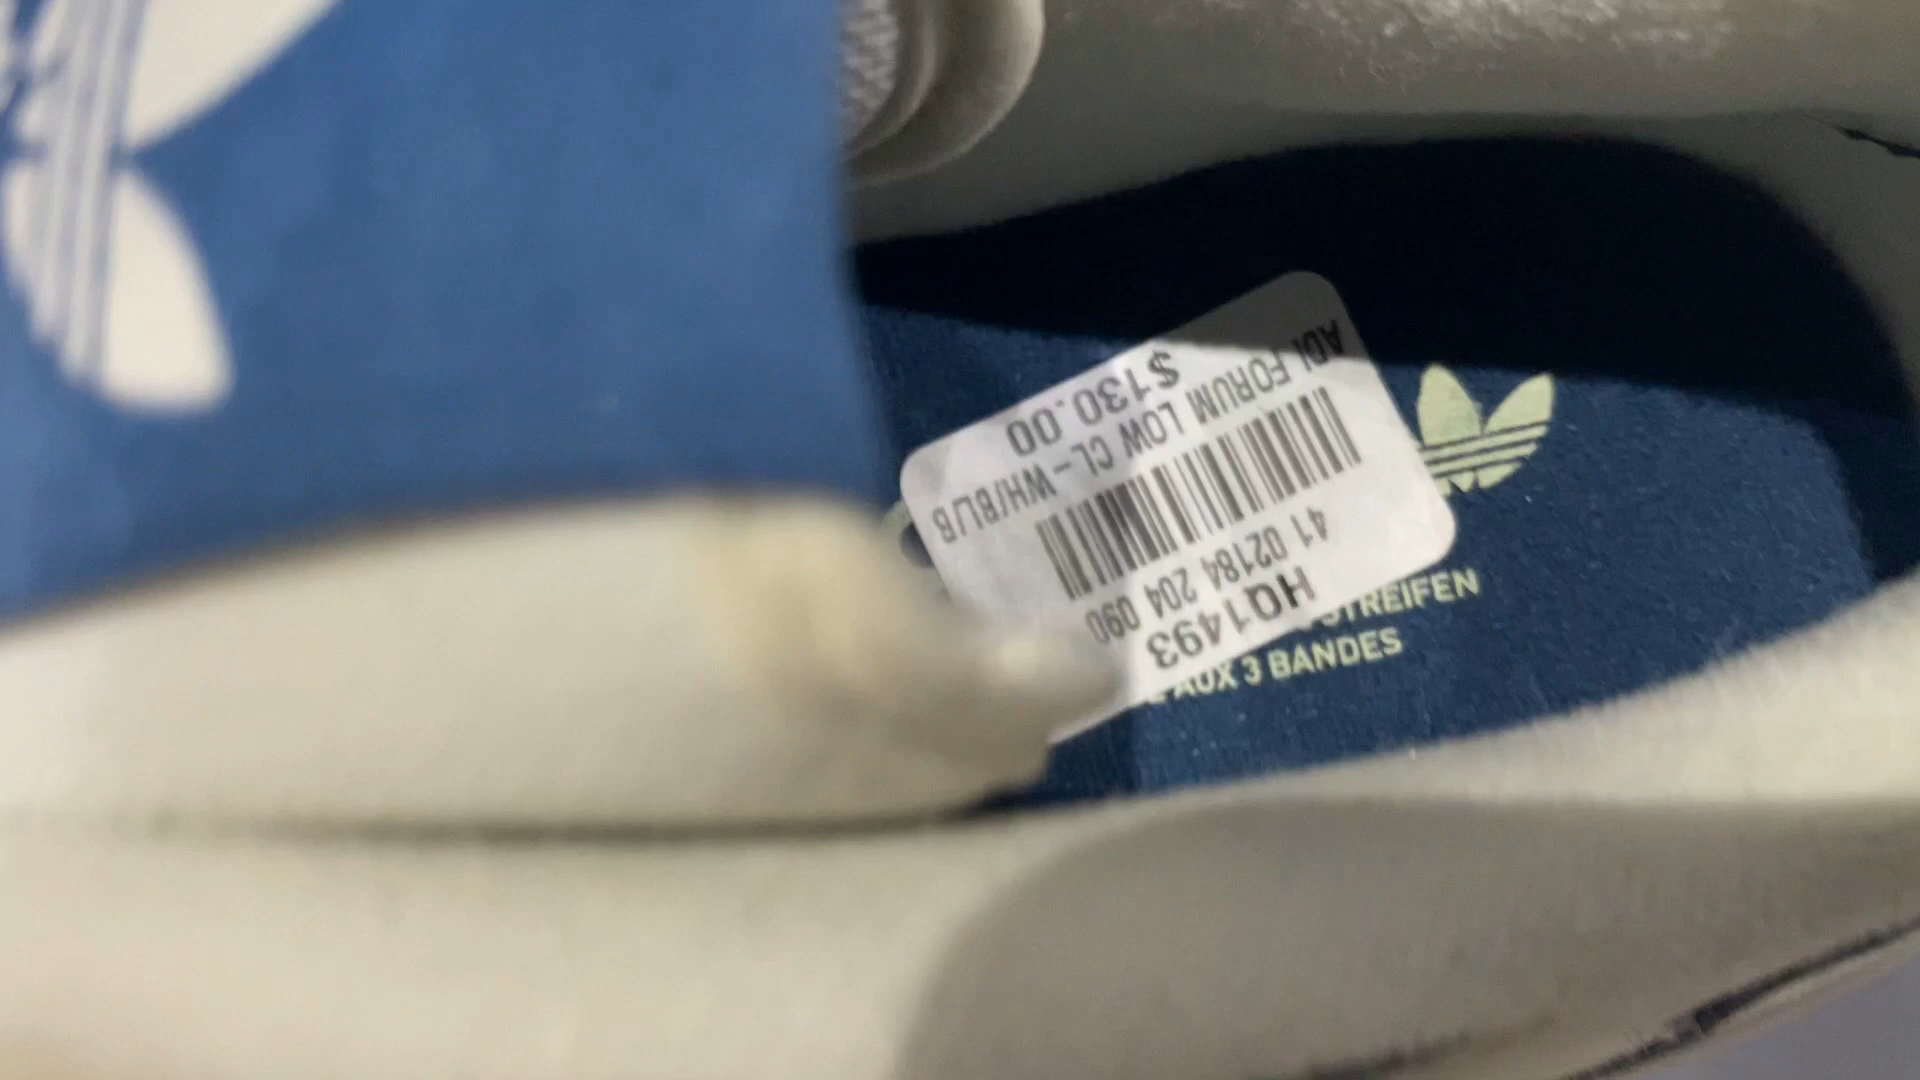 HQ1493
41 02184 204 090
ADI FORUM LOW CL-WH/BL/B
$130.00
STREIFEN
AUX 3 BANDES